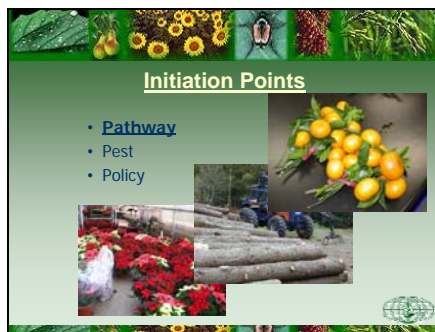 Initiation Points
• Pathway
• Pest
• Policy